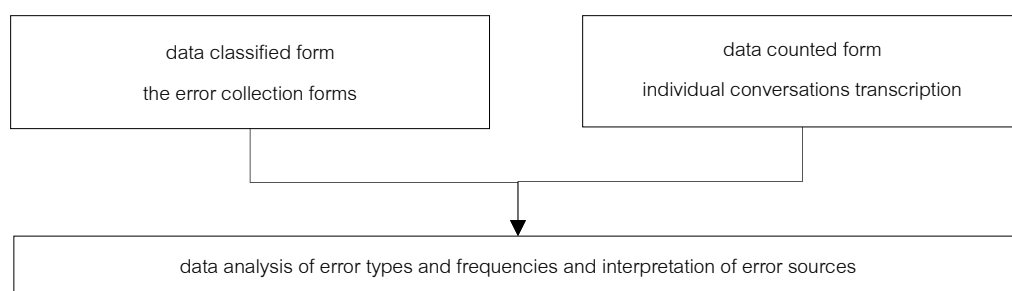 data classified form
the error collection forms
data counted form
individual conversations transcription
data analysis of error types and frequencies and interpretation of error sources